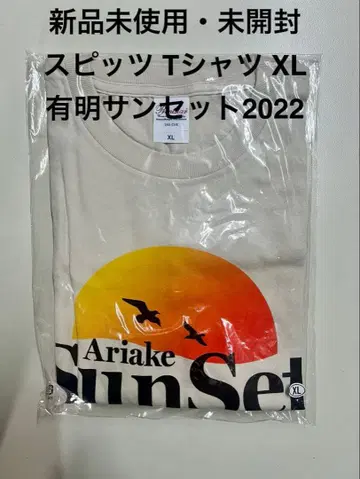 新品未使用・未開封
スピッツ Tシャツ XL
有明サンセット2022
XL
Ariake
SunSet
XL